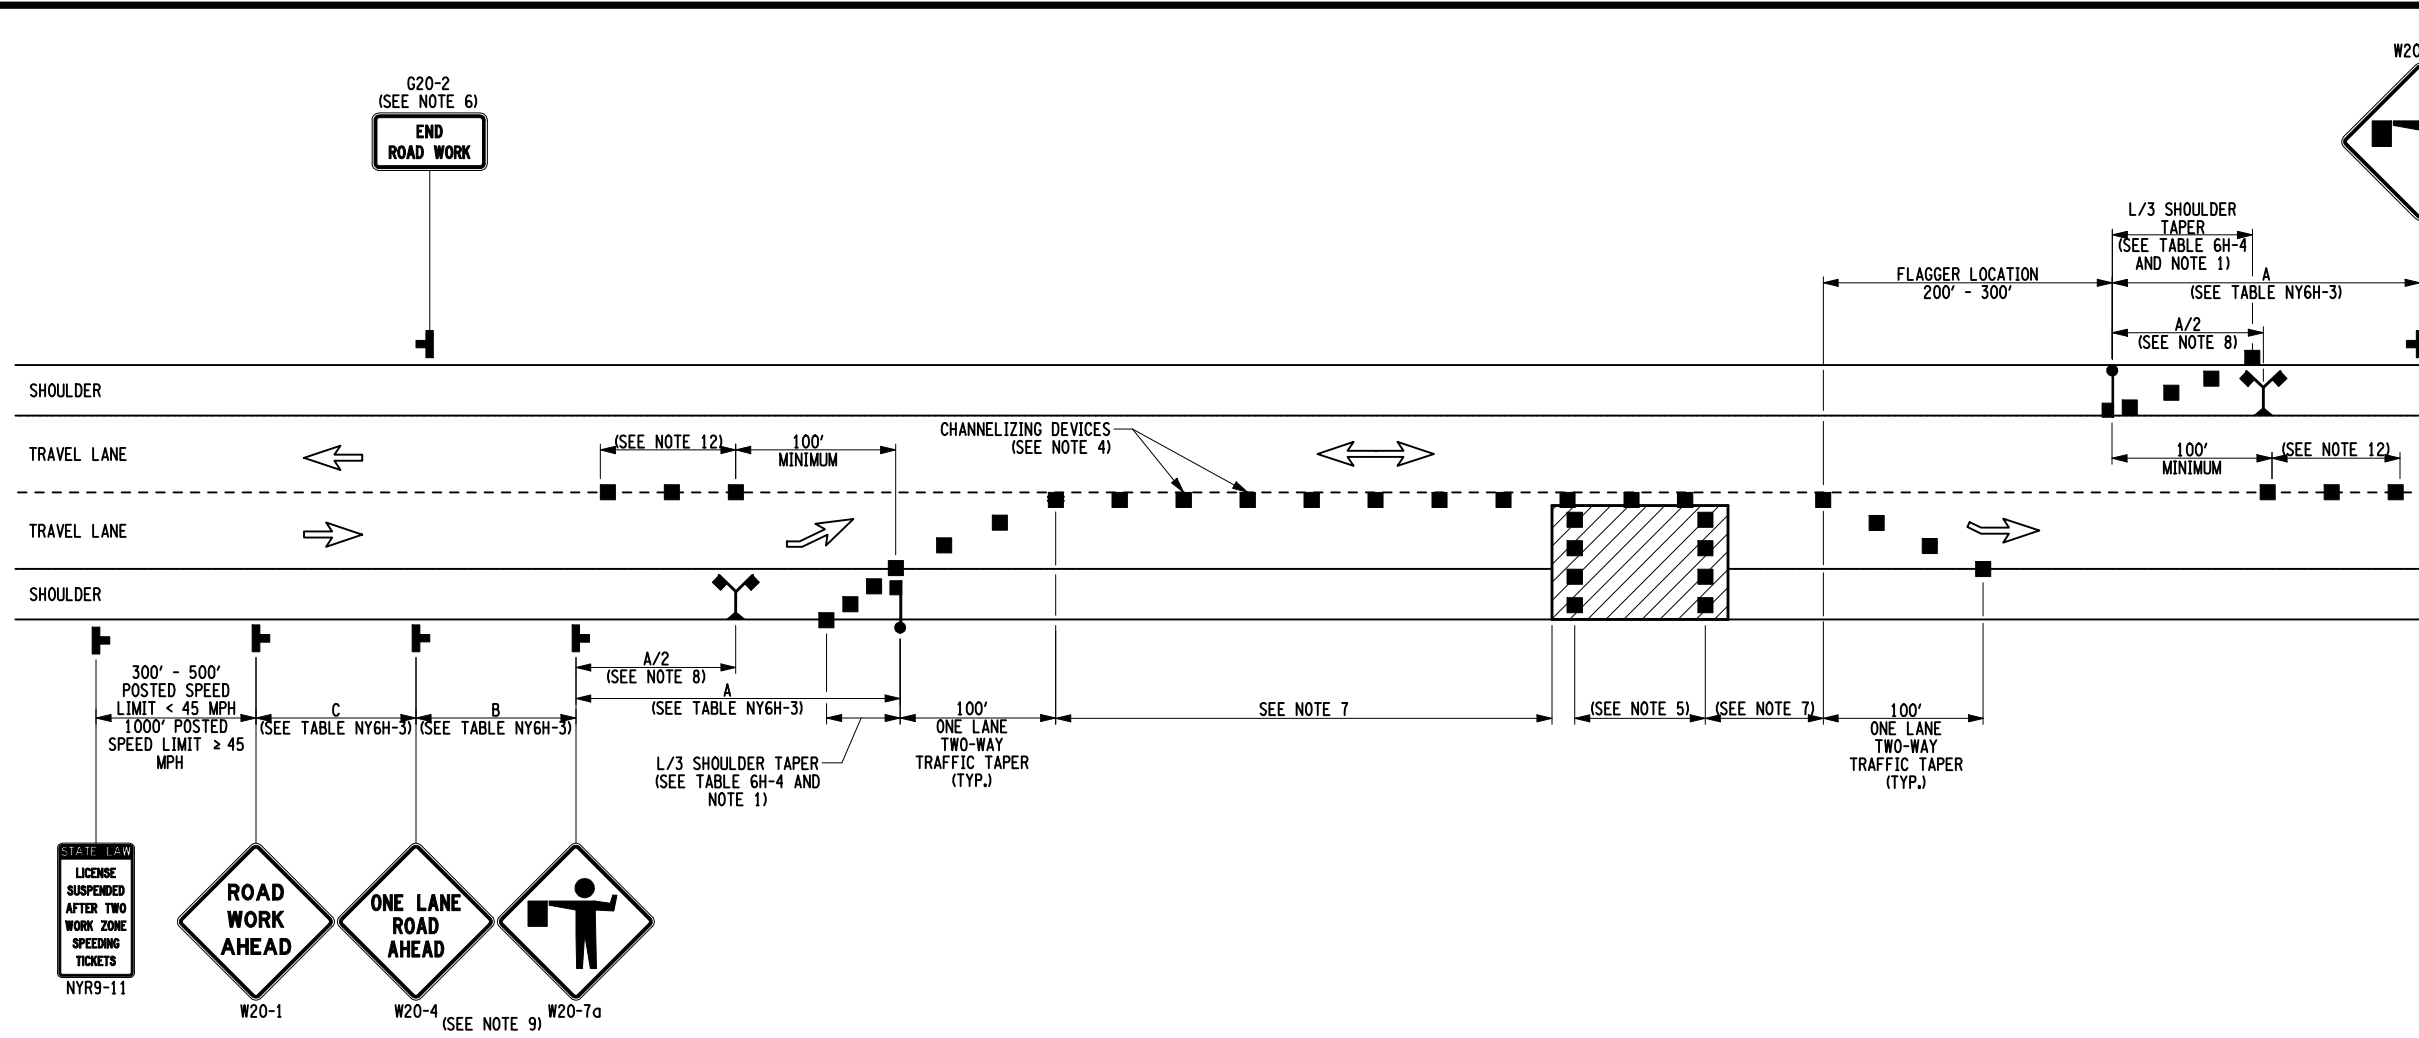 W20
G20-2
(SEE NOTE 6)
END
ROAD WORK
L/3 SHOULDER
TAPER
(SEE TABLE 6H-4
AND NOTE 1)
FLAGGER LOCATION
200' - 300'
A
(SEE TABLE NY6H-3)
A/2
(SEE NOTE 8)
SHOULDER
TRAVEL LANE
(SEE NOTE 12)
100'
MINIMUM
CHANNELIZING DEVICES
(SEE NOTE 4)
100'
MINIMUM
(SEE NOTE 12)
TRAVEL LANE
SHOULDER
300' - 500'
POSTED SPEED
LIMIT < 45 MPH
1000' POSTED
SPEED LIMIT ≥ 45
MPH
C
(SEE TABLE NY6H-3)
B
(SEE TABLE NY6H-3)
A/2
(SEE NOTE 8)
A
(SEE TABLE NY6H-3)
L/3 SHOULDER TAPER
(SEE TABLE 6H-4 AND
NOTE 1)
100'
ONE LANE
TWO-WAY
TRAFFIC TAPER
(TYP.)
SEE NOTE 7
(SEE NOTE 5)
(SEE NOTE 7)
100'
ONE LANE
TWO-WAY
TRAFFIC TAPER
(TYP.)
STATE LAW
LICENSE
SUSPENDED
AFTER TWO
WORK ZONE
SPEEDING
TICKETS
NYR9-11
ROAD
WORK
AHEAD
W20-1
ONE LANE
ROAD
AHEAD
W20-4
(SEE NOTE 9)
W20-7a